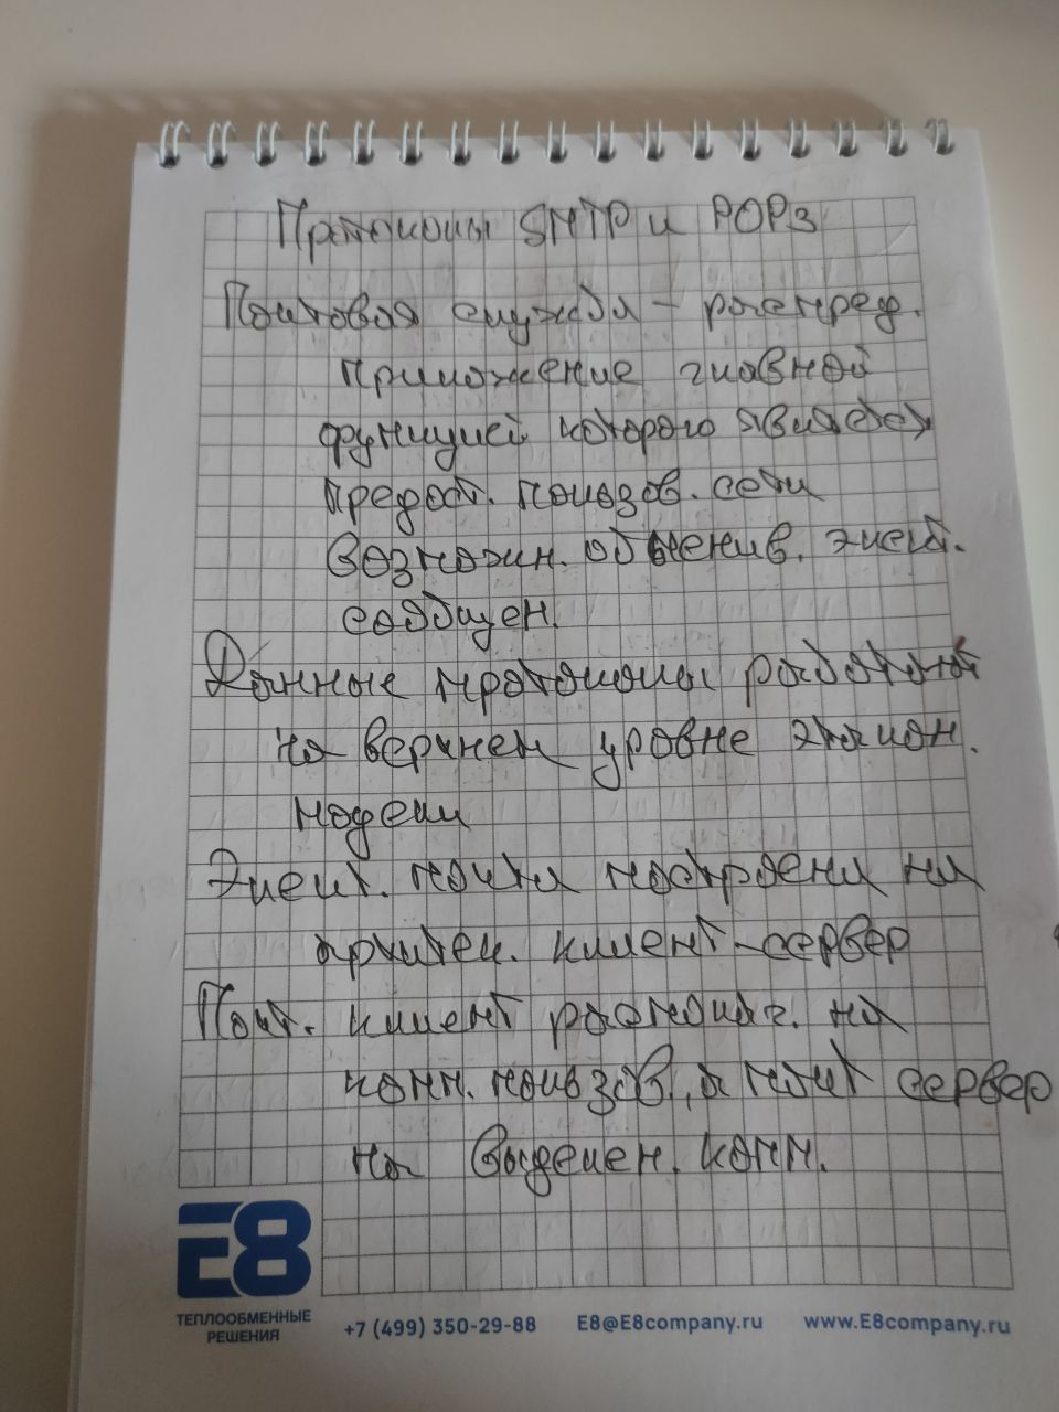 Протоколы SMTP и POP3
Почтовая служба – распред.
приложение главной
функцией которого является
предост. пользов. сети
возможн. обменив. элект.
сообщен.
Данные протоколы работают
на верхнем уровне эталон.
модели
Элект. почта построена на
архитек. клиент-сервер
Почт. клиент располаг. на
комп. пользов., а почт сервер
на выделен. комп.
E8
ТЕПЛООБМЕННЫЕ
РЕШЕНИЯ
+7 (499) 350-29-88 E8@E8company.ru www.E8company.ru